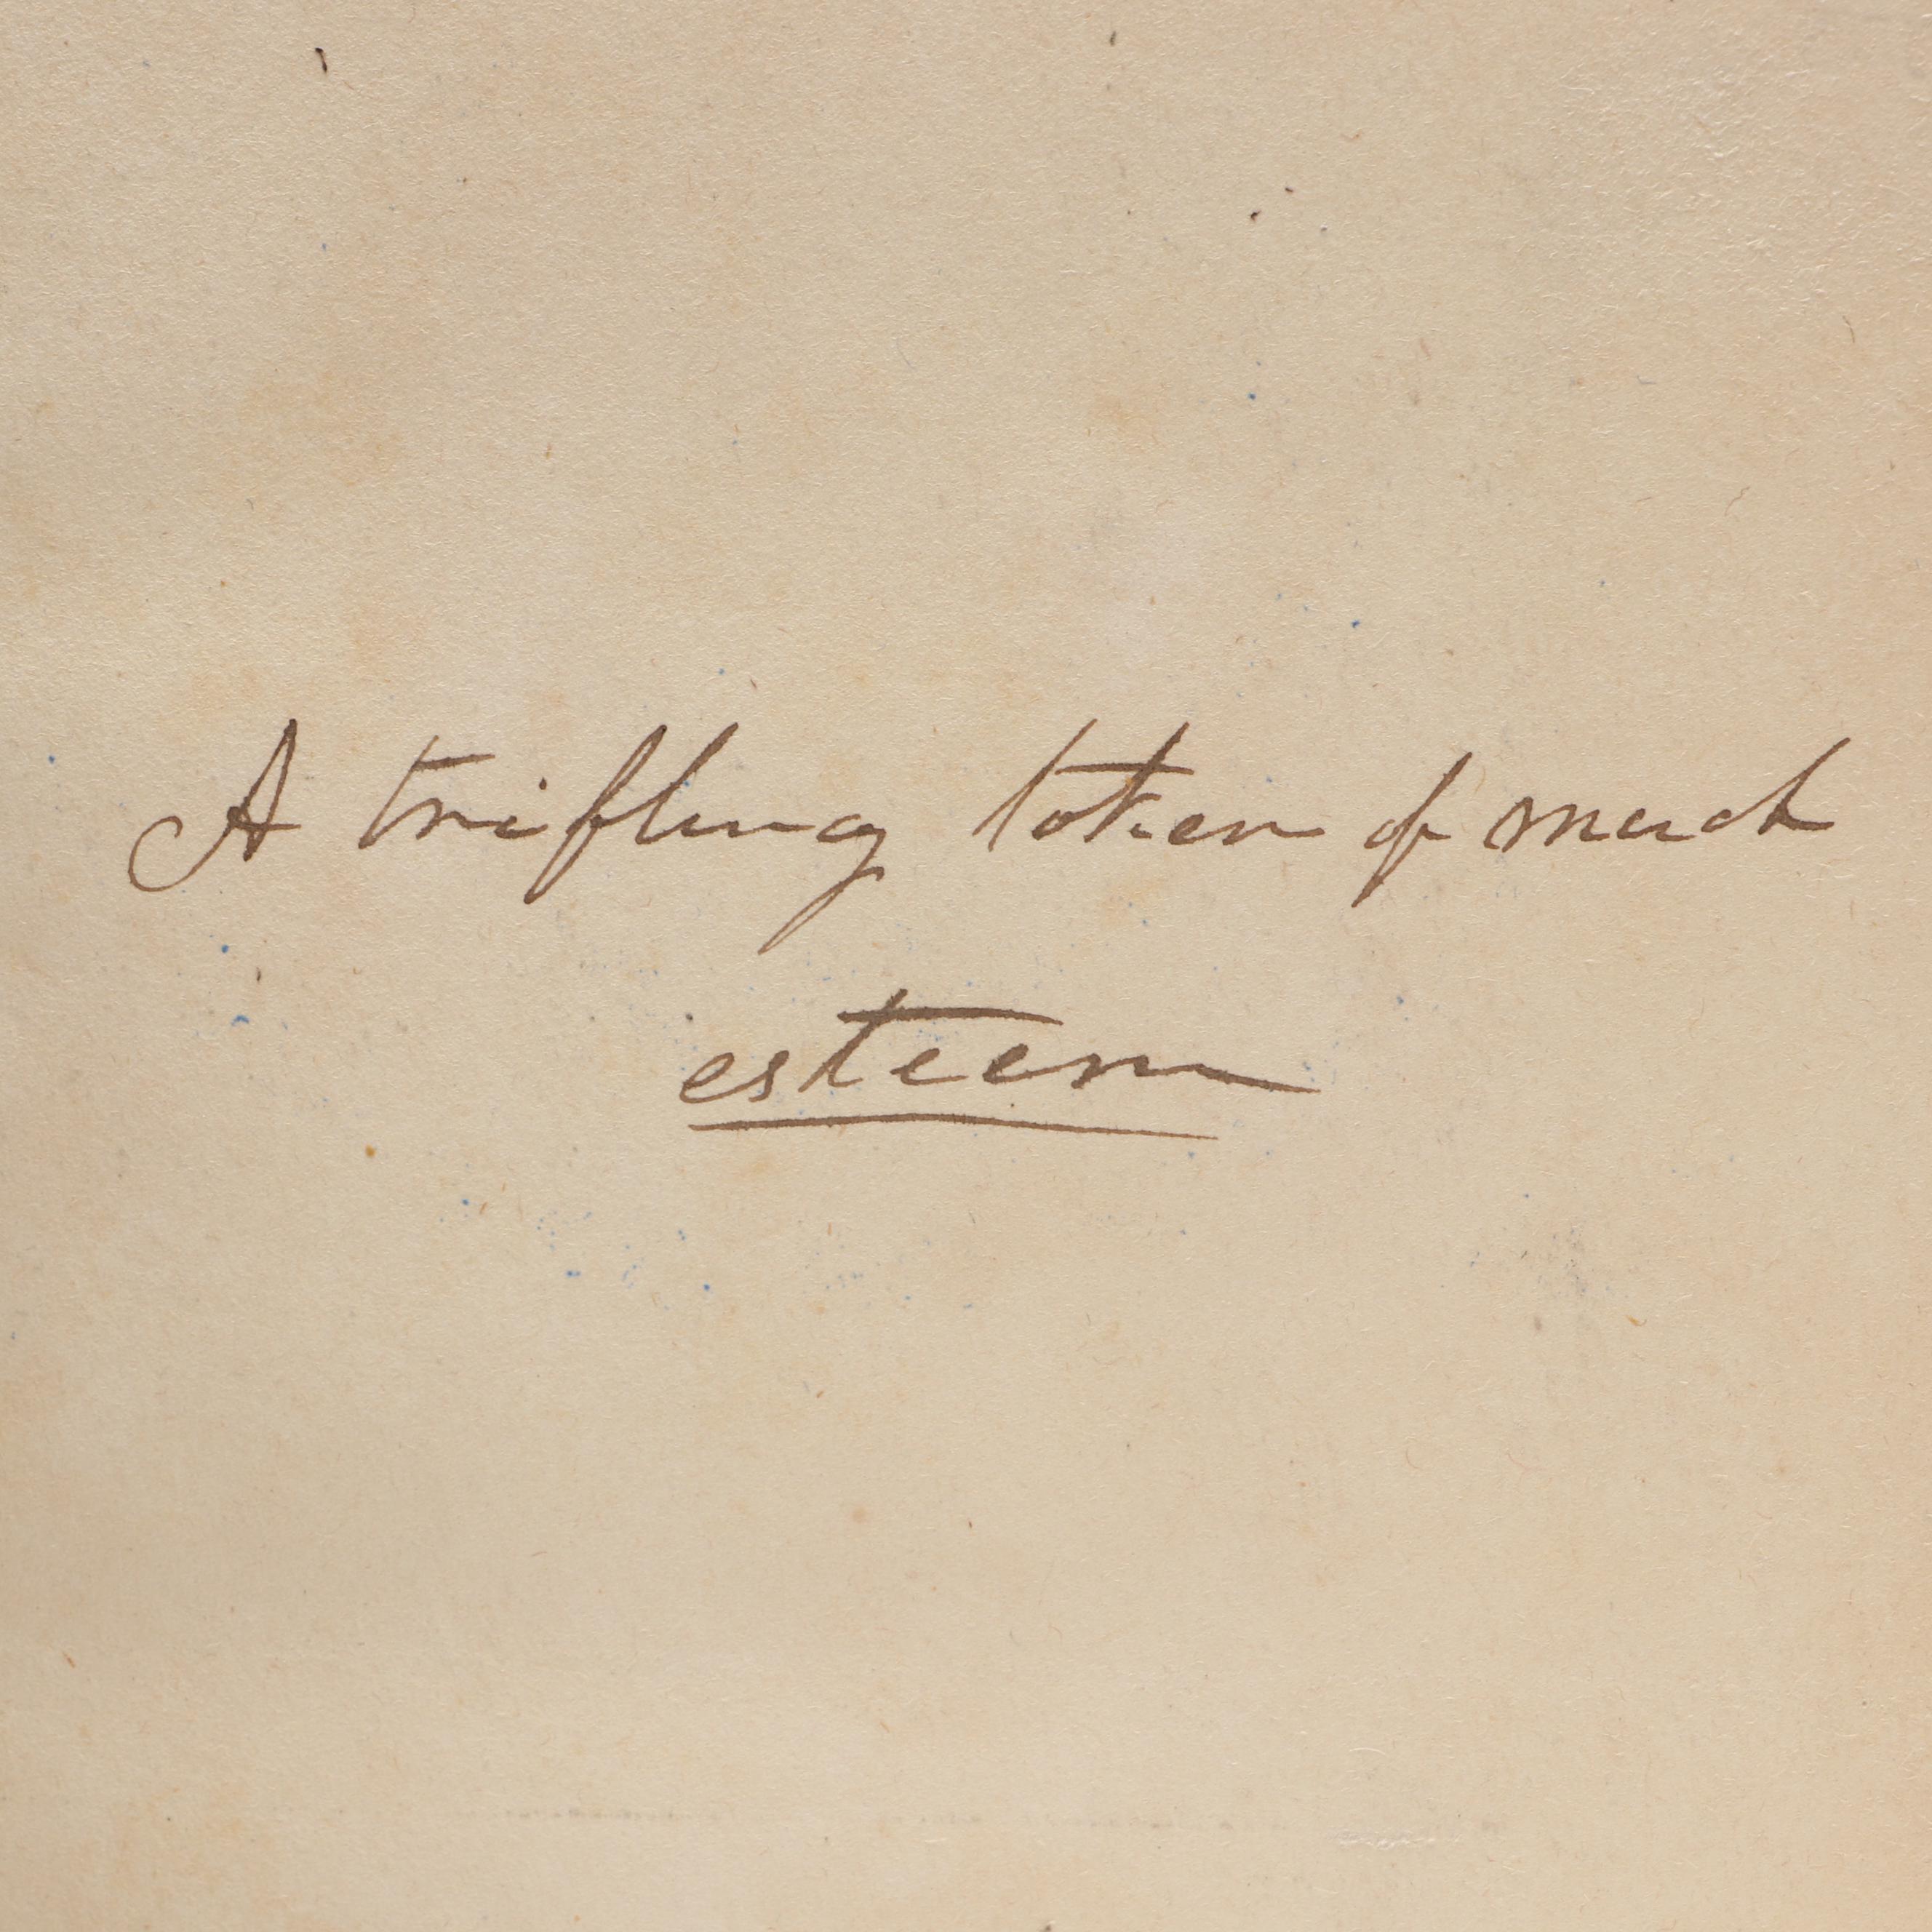 A trifling token of much
esteem